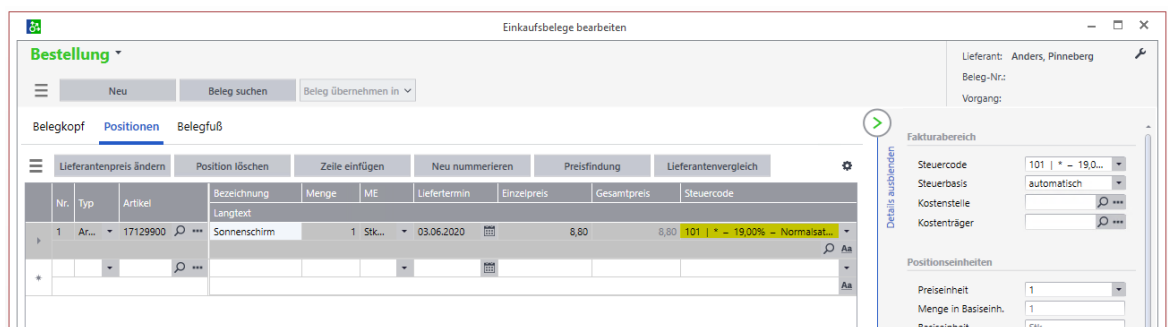 Einkaufsbelege bearbeiten
Bestellung
Lieferant: Anders, Pinneberg
Beleg-Nr.:
Vorgang:
Neu
Beleg suchen
Beleg übernehmen in
Belegkopf Positionen Belegfuß
Lieferantenpreis ändern
Position löschen
Zeile einfügen
Neu nummerieren
Preisfindung
Lieferantenvergleich
Nr. Typ Artikel Bezeichnung Menge ME Liefertermin Einzelpreis Gesamtpreis Steuercode
Langtext
1 Ar... 17129900 Sonnenschirm 1 Stk... 03.06.2020 8,80 8,80 101 | * – 19,00% – Normalsat...
Aa
Aa
Details ausblenden
Fakturabereich
Steuercode 101 | * – 19,0...
Steuerbasis automatisch
Kostenstelle
Kostenträger
Positionseinheiten
Preiseinheit 1
Menge in Basiseinh. 1